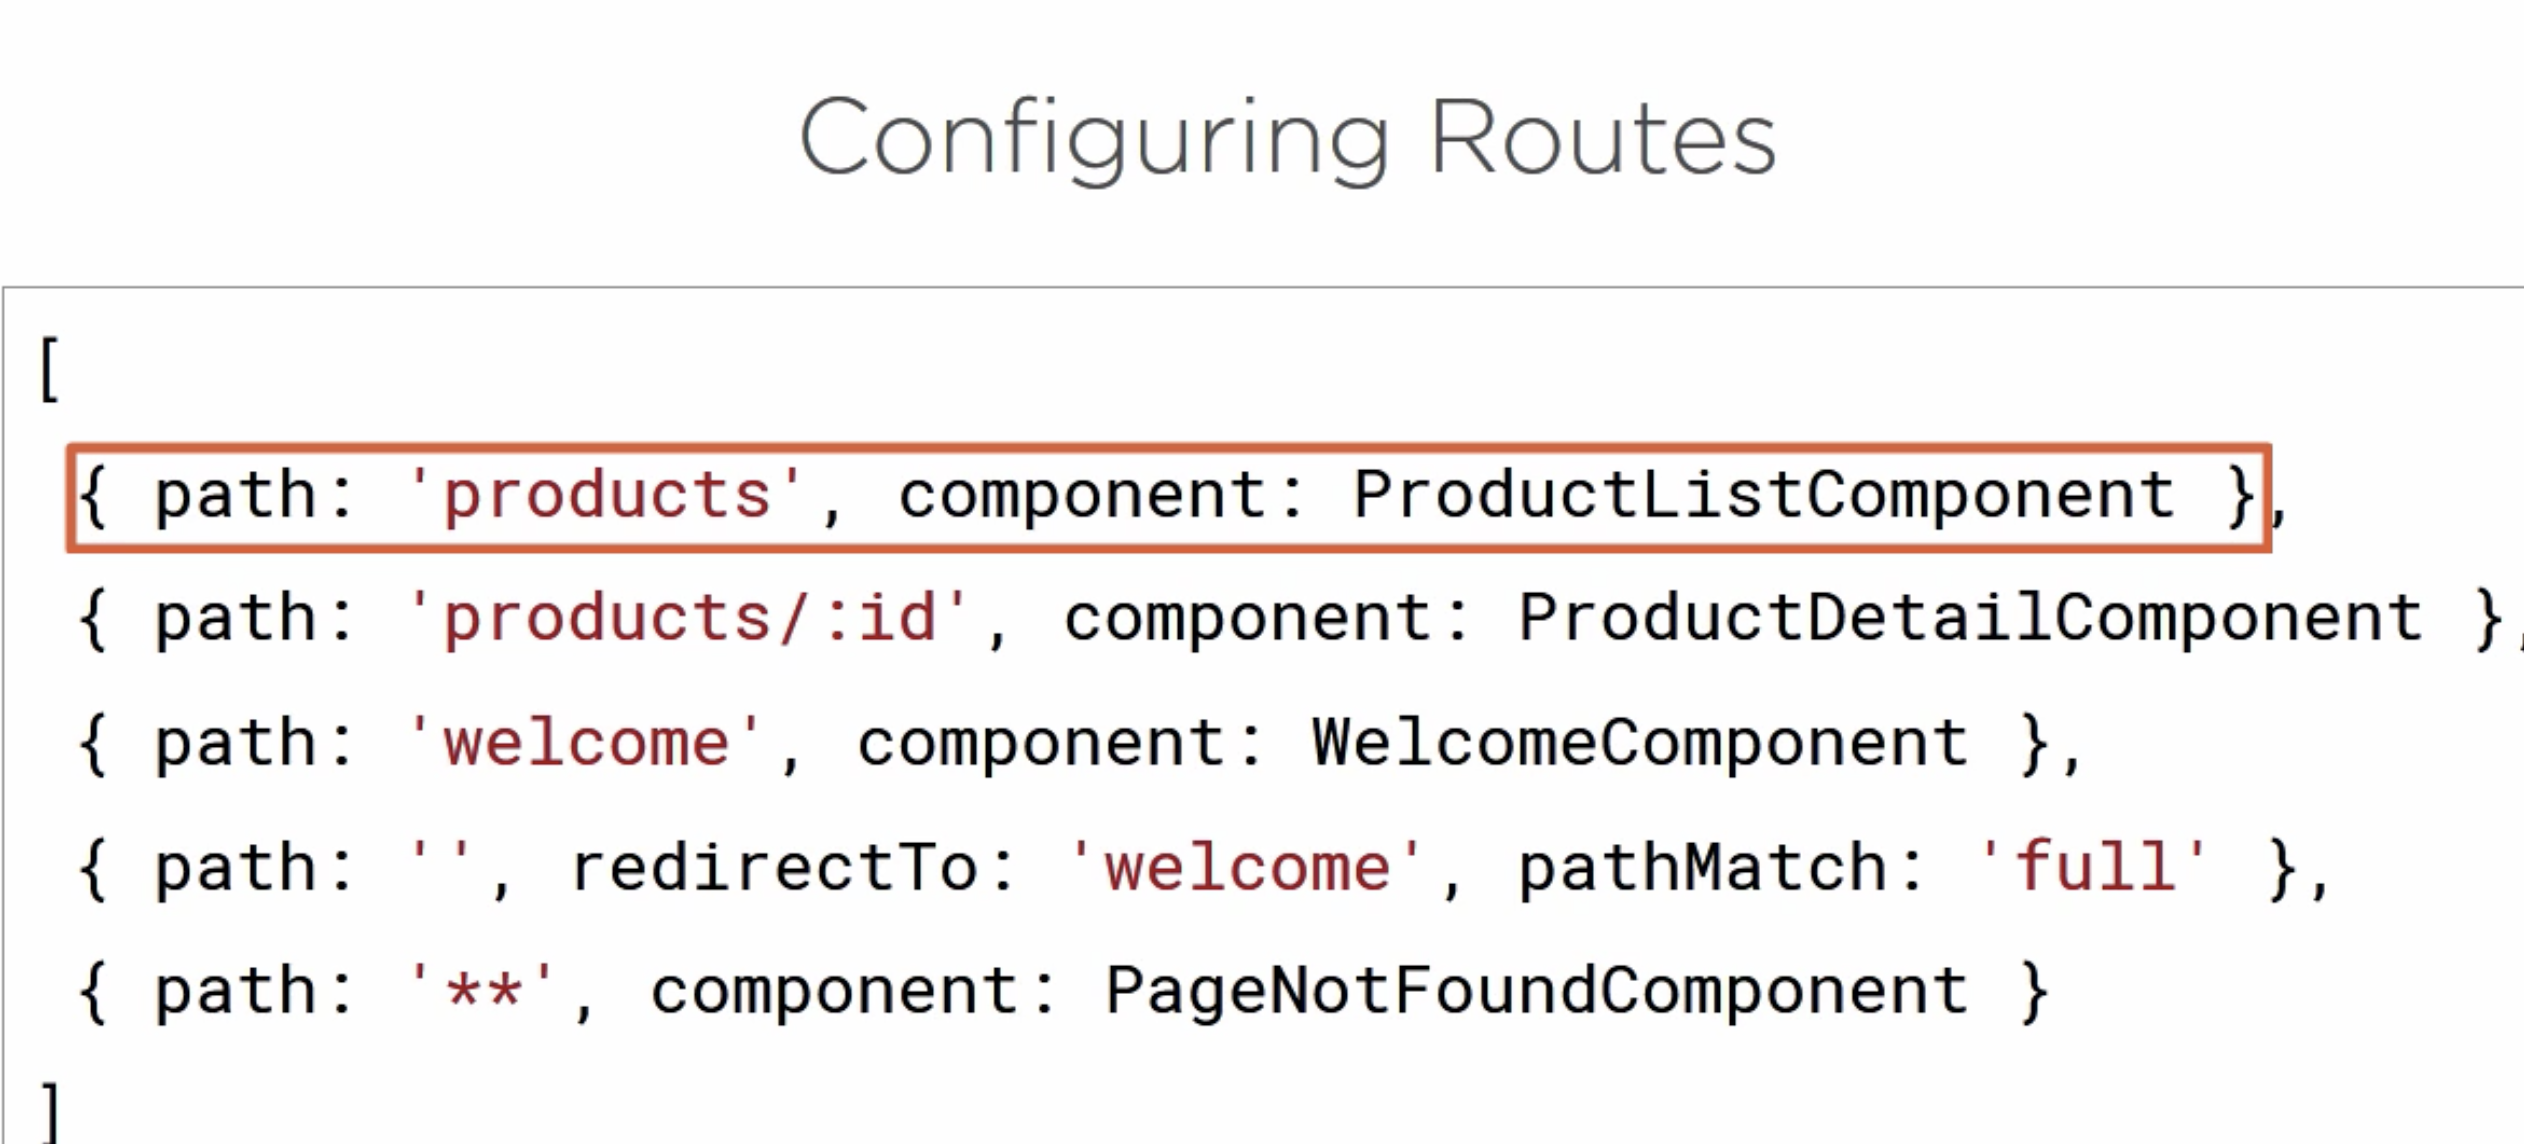 Configuring Routes
[
{ path: 'products', component: ProductListComponent },
{ path: 'products/:id', component: ProductDetailComponent },
{ path: 'welcome', component: WelcomeComponent },
{ path: '', redirectTo: 'welcome', pathMatch: 'full' },
{ path: '**', component: PageNotFoundComponent }
]